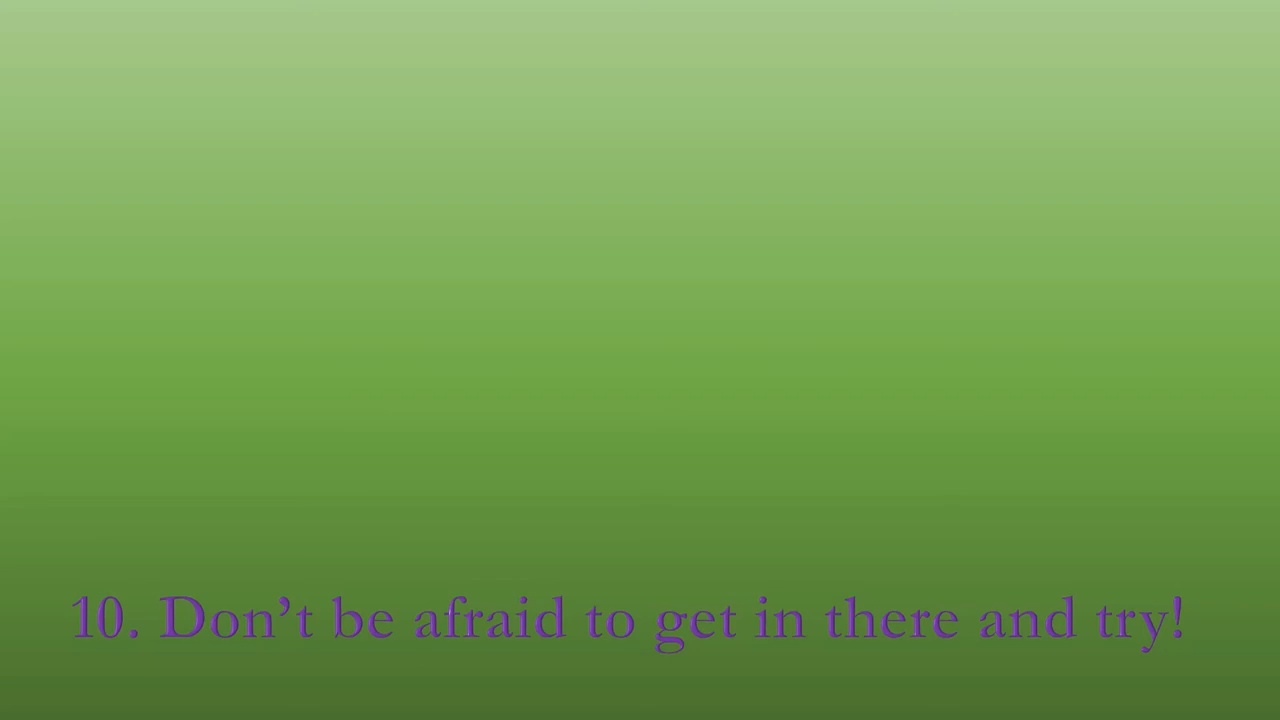 10. Don’t be afraid to get in there and try!